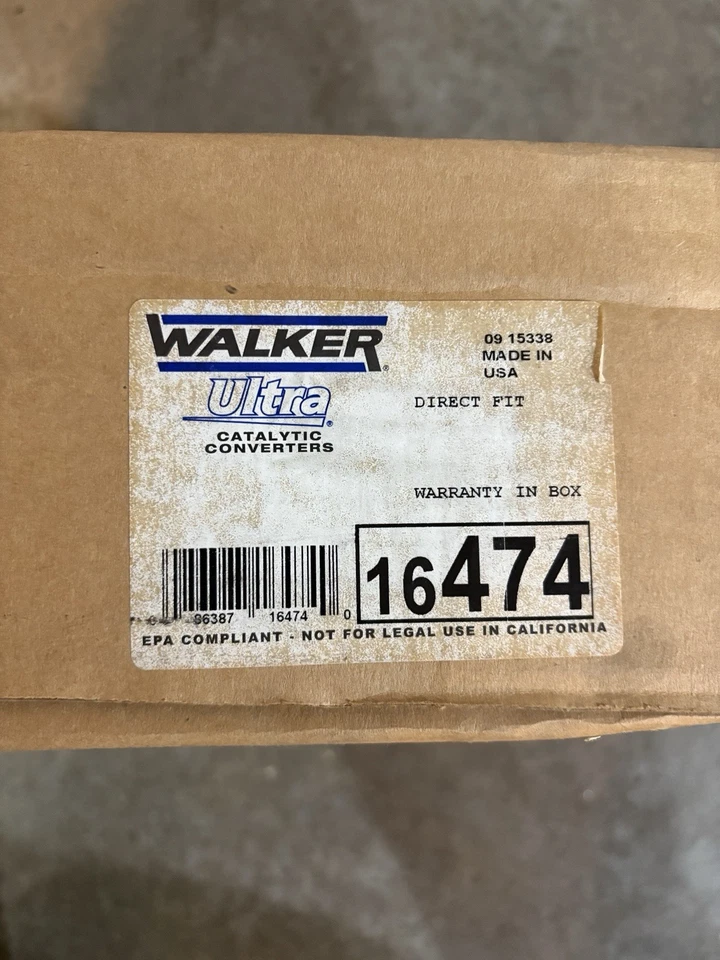 WALKER®
Ultra®
CATALYTIC
CONVERTERS
09 15338
MADE IN
USA
DIRECT FIT
WARRANTY IN BOX
86387 16474 0
16474
EPA COMPLIANT - NOT FOR LEGAL USE IN CALIFORNIA